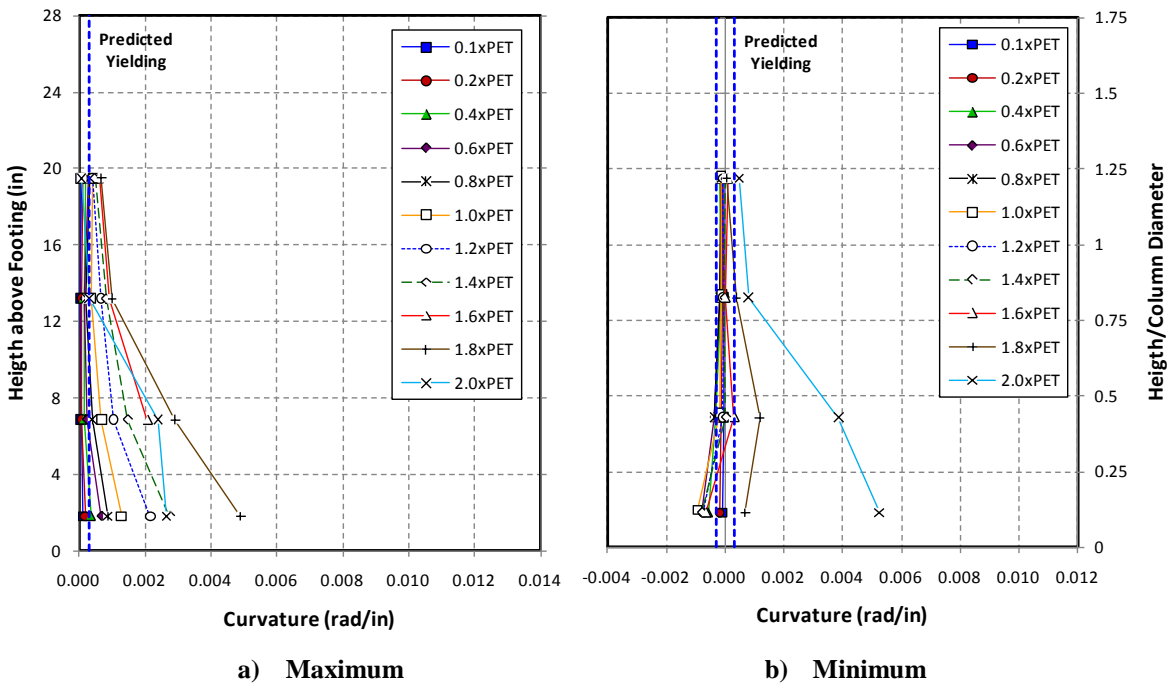 28
24
20
16
12
8
4
0
Heigth above Footing (in)
Predicted
Yielding
0.1xPET
0.2xPET
0.4xPET
0.6xPET
0.8xPET
1.0xPET
1.2xPET
1.4xPET
1.6xPET
1.8xPET
2.0xPET
0.000 0.002 0.004 0.006 0.008 0.010 0.012 0.014
Curvature (rad/in)
a) Maximum
Predicted
Yielding
0.1xPET
0.2xPET
0.4xPET
0.6xPET
0.8xPET
1.0xPET
1.2xPET
1.4xPET
1.6xPET
1.8xPET
2.0xPET
1.75
1.5
1.25
1
0.75
0.5
0.25
0
Heigth/Column Diameter
-0.004 -0.002 0.000 0.002 0.004 0.006 0.008 0.010 0.012
Curvature (rad/in)
b) Minimum